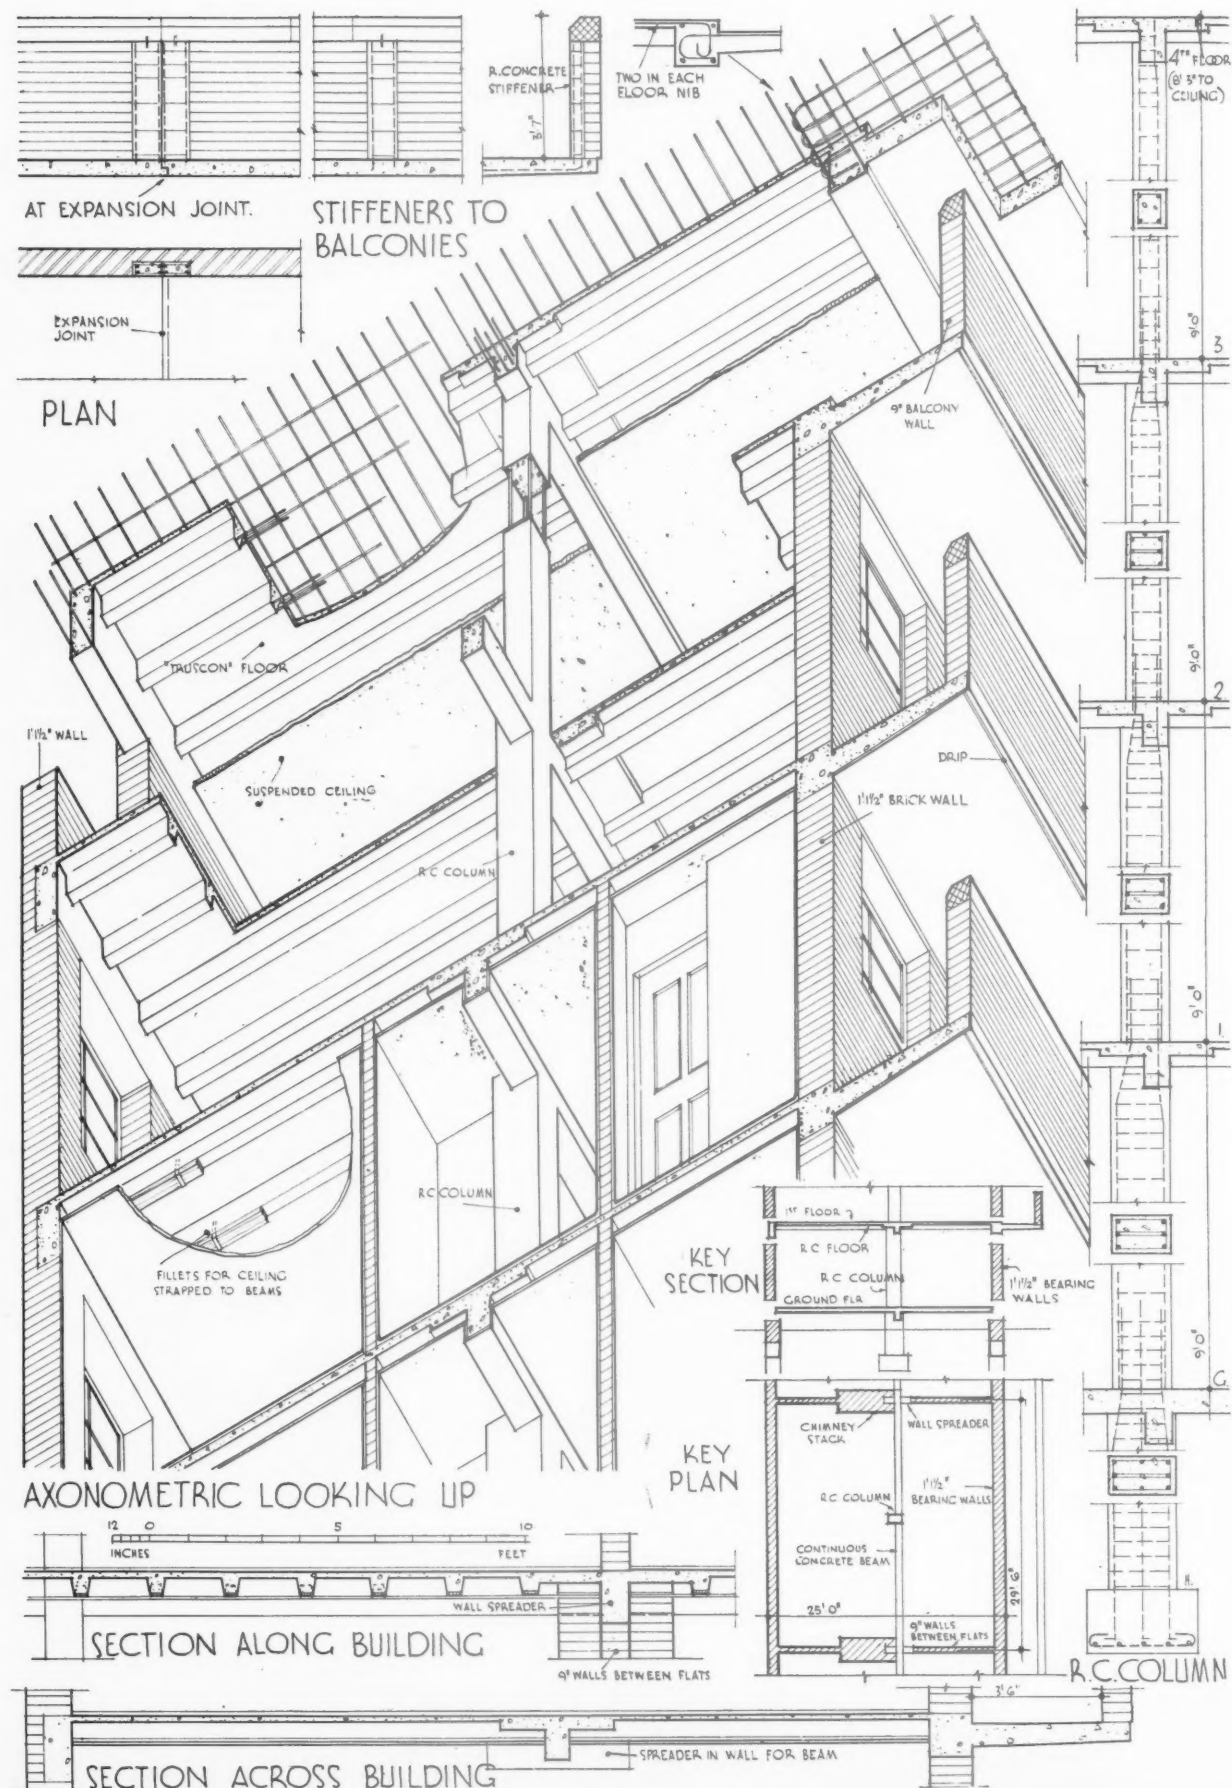 R. CONCRETE
STIFFENER
3'.7"
TWO IN EACH
FLOOR NIB
4TH FLOOR
(8'.3" TO
CEILING)
AT EXPANSION JOINT.
STIFFENERS TO
BALCONIES
EXPANSION
JOINT
PLAN
9'.0"
3
9" BALCONY
WALL
9'.0"
2
"TRUSCON" FLOOR
1'1½" WALL
SUSPENDED CEILING
DRIP
1'1½" BRICK WALL
R C COLUMN
9'.0"
1
R C COLUMN
FILLETS FOR CEILING
STRAPPED TO BEAMS
KEY
SECTION
1ST FLOOR
R C FLOOR
R C COLUMN
GROUND FLR
1'1½" BEARING
WALLS
9'.0"
G
CHIMNEY
STACK
WALL SPREADER
KEY
PLAN
R.C COLUMN
1'1½"
BEARING WALLS
CONTINUOUS
CONCRETE BEAM
29'.6"
25'.0"
9" WALLS
BETWEEN FLATS
H.
R.C.COLUMN
AXONOMETRIC LOOKING UP
12 0 5 10
INCHES FEET
WALL SPREADER
SECTION ALONG BUILDING
9" WALLS BETWEEN FLATS
3'.6"
SPREADER IN WALL FOR BEAM
SECTION ACROSS BUILDING